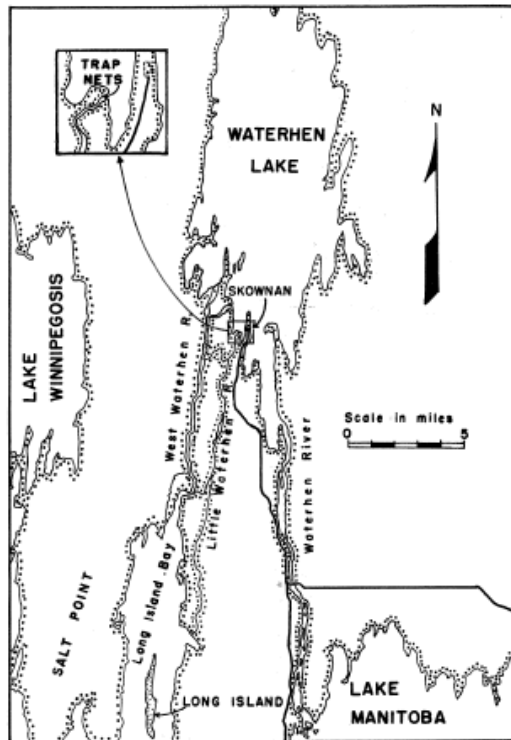 TRAP
NETS
WATERHEN
LAKE
N
SKOWNAN
LAKE
WINNIPEGOSIS
West Waterhen R.
Little Waterhen R.
Waterhen River
Scale in miles
0 5
SALT POINT
Long Island Bay
LONG ISLAND
LAKE
MANITOBA